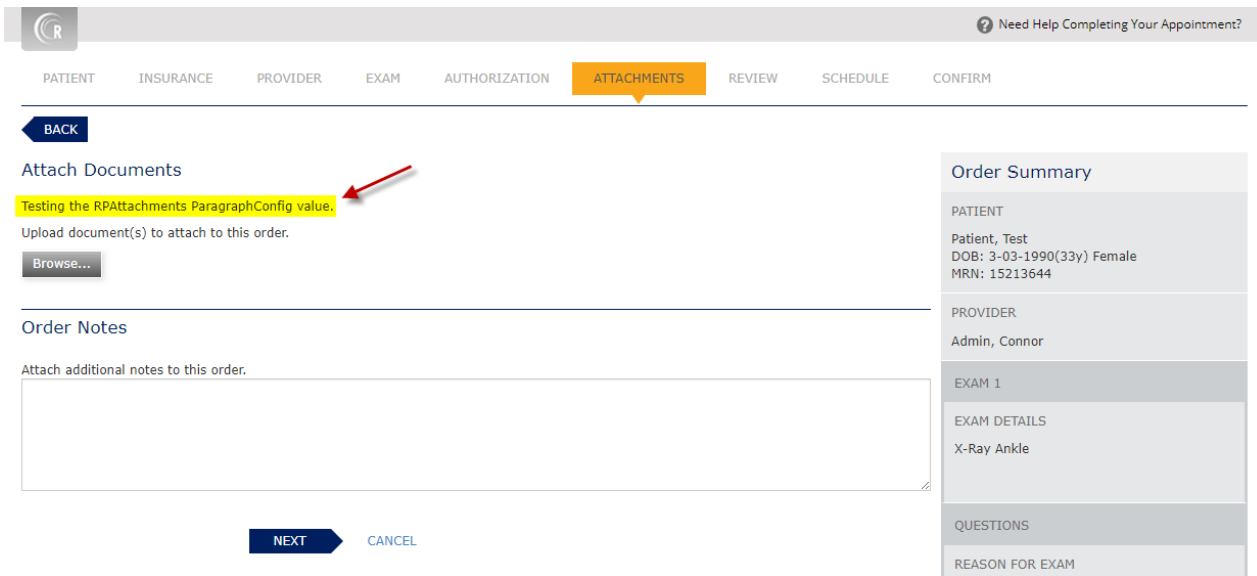 R
Need Help Completing Your Appointment?
PATIENT INSURANCE PROVIDER EXAM AUTHORIZATION ATTACHMENTS REVIEW SCHEDULE CONFIRM
BACK
Attach Documents
Testing the RPAttachments ParagraphConfig value.
Upload document(s) to attach to this order.
Browse...
Order Notes
Attach additional notes to this order.
NEXT CANCEL
Order Summary
PATIENT
Patient, Test
DOB: 3-03-1990(33y) Female
MRN: 15213644
PROVIDER
Admin, Connor
EXAM 1
EXAM DETAILS
X-Ray Ankle
QUESTIONS
REASON FOR EXAM